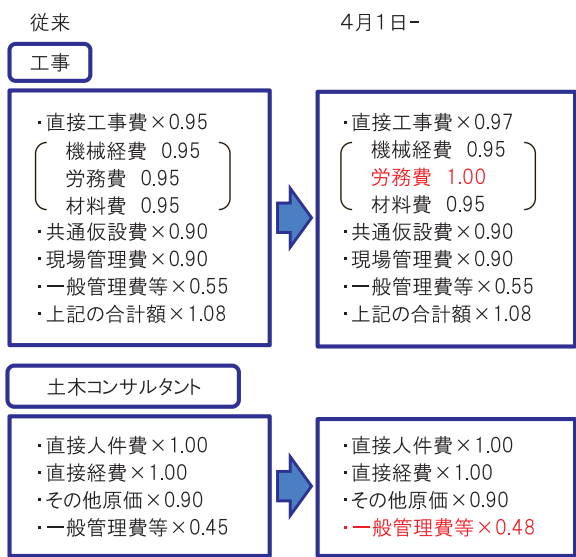 従来
4月1日-
工事
・直接工事費×0.95
機械経費 0.95
労務費 0.95
材料費 0.95
・共通仮設費×0.90
・現場管理費×0.90
・一般管理費等×0.55
・上記の合計額×1.08
・直接工事費×0.97
機械経費 0.95
労務費 1.00
材料費 0.95
・共通仮設費×0.90
・現場管理費×0.90
・一般管理費等×0.55
・上記の合計額×1.08
土木コンサルタント
・直接人件費×1.00
・直接経費×1.00
・その他原価×0.90
・一般管理費等×0.45
・直接人件費×1.00
・直接経費×1.00
・その他原価×0.90
・一般管理費等×0.48